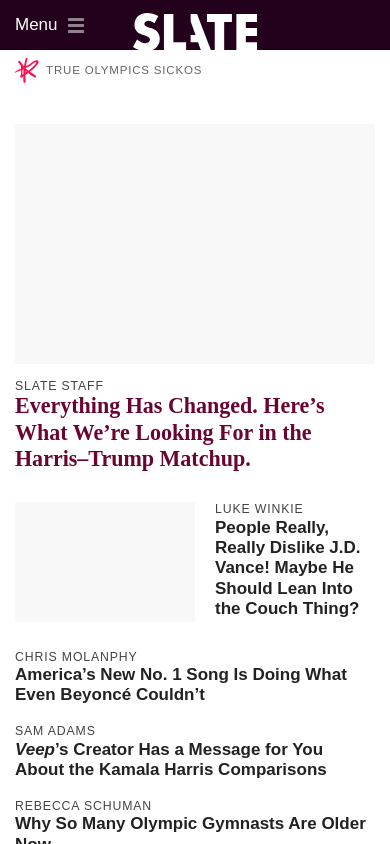 Menu
SLATE
TRUE OLYMPICS SICKOS
SLATE STAFF
Everything Has Changed. Here’s
What We’re Looking For in the
Harris–Trump Matchup.
LUKE WINKIE
People Really,
Really Dislike J.D.
Vance! Maybe He
Should Lean Into
the Couch Thing?
CHRIS MOLANPHY
America’s New No. 1 Song Is Doing What
Even Beyoncé Couldn’t
SAM ADAMS
Veep’s Creator Has a Message for You
About the Kamala Harris Comparisons
REBECCA SCHUMAN
Why So Many Olympic Gymnasts Are Older
Now